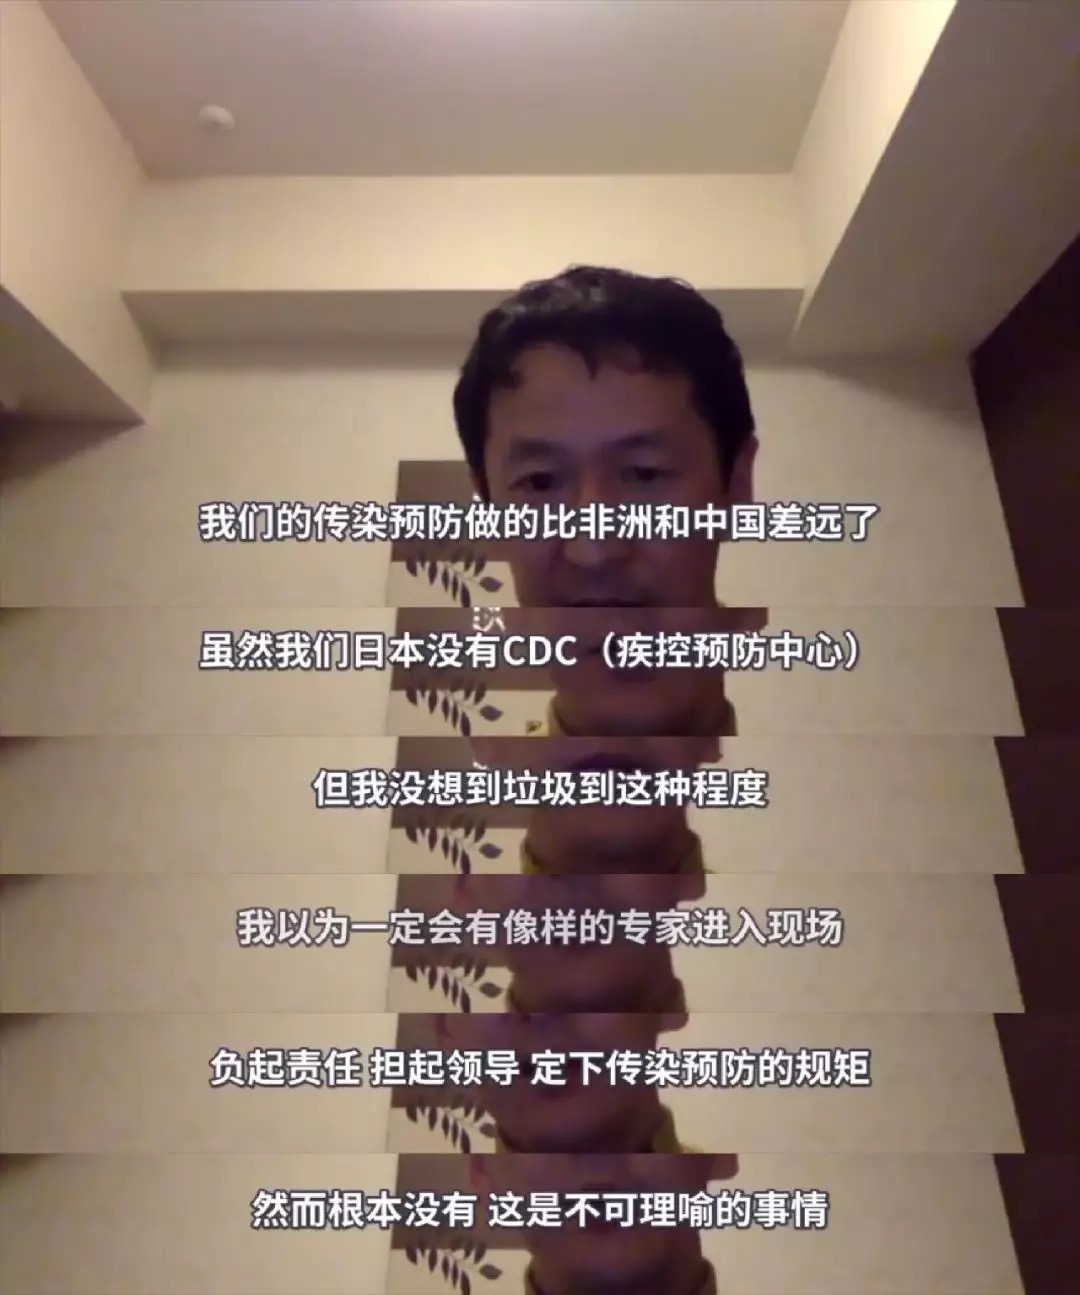 我们的传染预防做的比非洲和中国差远了
虽然我们日本没有CDC（疾控预防中心）
但我没想到垃圾到这种程度
我以为一定会有像样的专家进入现场
负起责任 担起领导 定下传染预防的规矩
然而根本没有 这是不可理喻的事情